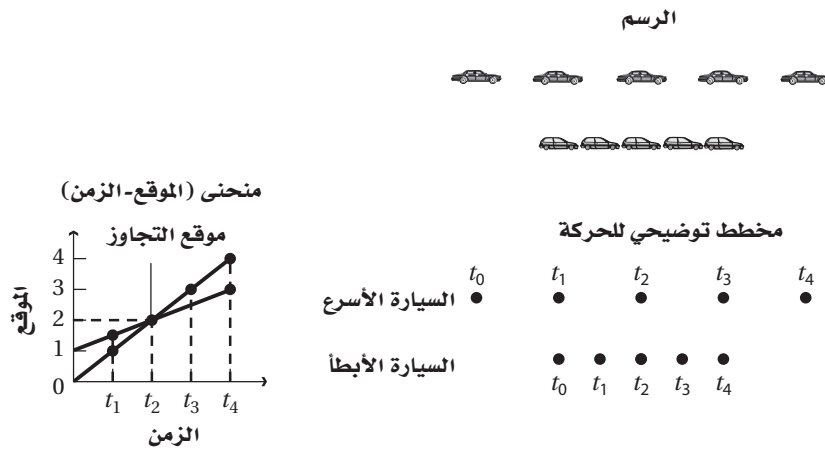 الرسم
منحنى (الموقع-الزمن)
موقع التجاوز
الموقع
4
3
2
1
0
t₁ t₂ t₃ t₄
الزمن
مخطط توضيحي للحركة
t₀ t₁ t₂ t₃ t₄
السيارة الأسرع
السيارة الأبطأ
t₀ t₁ t₂ t₃ t₄